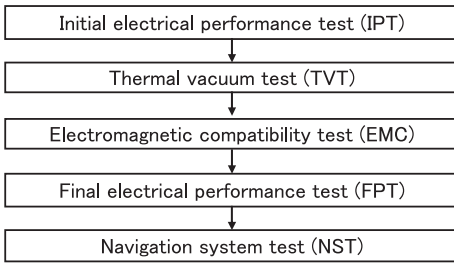 Initial electrical performance test (IPT)
Thermal vacuum test (TVT)
Electromagnetic compatibility test (EMC)
Final electrical performance test (FPT)
Navigation system test (NST)